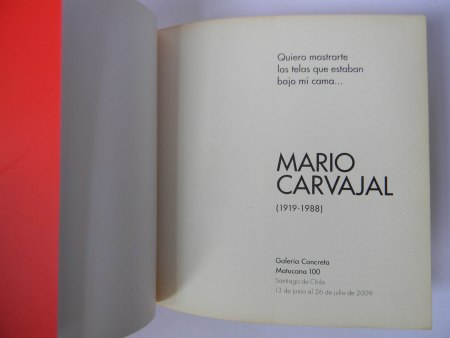 Quiero mostrarte
las telas que estaban
bajo mi cama...
MARIO
CARVAJAL
(1919-1988)
Galería Concreta
Matucana 100
Santiago de Chile
13 de junio al 26 de julio de 2009